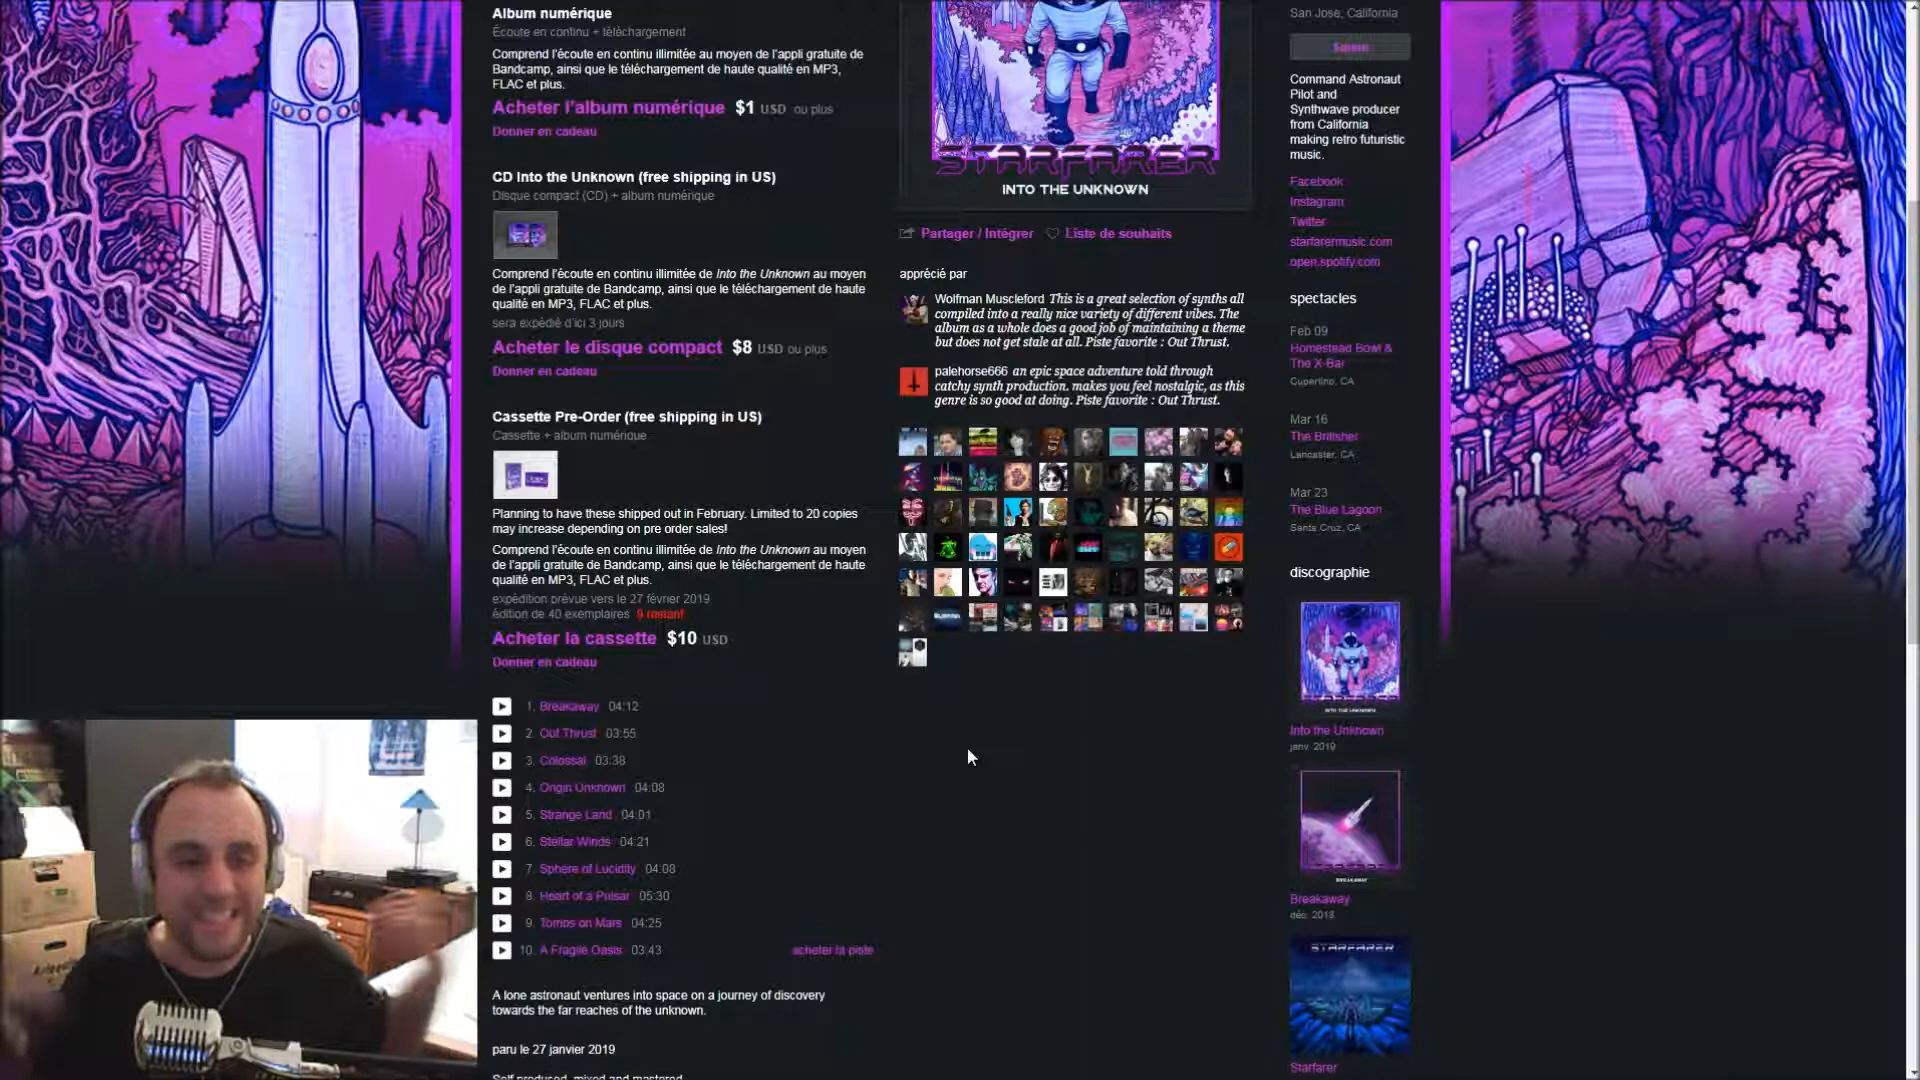 Album numérique
Écoute en continu + téléchargement
Comprend l'écoute en continu illimitée au moyen de l'appli gratuite de
Bandcamp, ainsi que le téléchargement de haute qualité en MP3,
FLAC et plus.
Acheter l'album numérique $1 USD ou plus
Donner en cadeau
CD Into the Unknown (free shipping in US)
Disque compact (CD) + album numérique
Comprend l'écoute en continu illimitée de Into the Unknown au moyen
de l'appli gratuite de Bandcamp, ainsi que le téléchargement de haute
qualité en MP3, FLAC et plus.
sera expédié d'ici 3 jours
Acheter le disque compact $8 USD ou plus
Donner en cadeau
Cassette Pre-Order (free shipping in US)
Cassette + album numérique
Planning to have these shipped out in February. Limited to 20 copies
may increase depending on pre order sales!
Comprend l'écoute en continu illimitée de Into the Unknown au moyen
de l'appli gratuite de Bandcamp, ainsi que le téléchargement de haute
qualité en MP3, FLAC et plus.
expédition prévue vers le 27 février 2019
édition de 40 exemplaires 9 restant
Acheter la cassette $10 USD
Donner en cadeau
1. Breakaway 04:12
2. Out Thrust 03:55
3. Colossal 03:38
4. Origin Unknown 04:08
5. Strange Land 04:01
6. Stellar Winds 04:21
7. Sphere of Lucidity 04:08
8. Heart of a Pulsar 05:30
9. Tombs on Mars 04:25
10. A Fragile Oasis 03:43 acheter la piste
A lone astronaut ventures into space on a journey of discovery
towards the far reaches of the unknown.
paru le 27 janvier 2019
Self produced, mixed and mastered
STARFARER
INTO THE UNKNOWN
Partager / Intégrer Liste de souhaits
apprécié par
Wolfman Muscleford This is a great selection of synths all
compiled into a really nice variety of different vibes. The
album as a whole does a good job of maintaining a theme
but does not get stale at all. Piste favorite : Out Thrust.
palehorse666 an epic space adventure told through
catchy synth production. makes you feel nostalgic, as this
genre is so good at doing. Piste favorite : Out Thrust.
San Jose, California
Suivre
Command Astronaut
Pilot and
Synthwave producer
from California
making retro futuristic
music.
Facebook
Instagram
Twitter
starfarermusic.com
open.spotify.com
spectacles
Feb 09
Homestead Bowl &
The X-Bar
Cupertino, CA
Mar 16
The Britisher
Lancaster, CA
Mar 23
The Blue Lagoon
Santa Cruz, CA
discographie
INTO THE UNKNOWN
Into the Unknown
janv. 2019
BREAKAWAY
Breakaway
déc. 2018
STARFARER
Starfarer